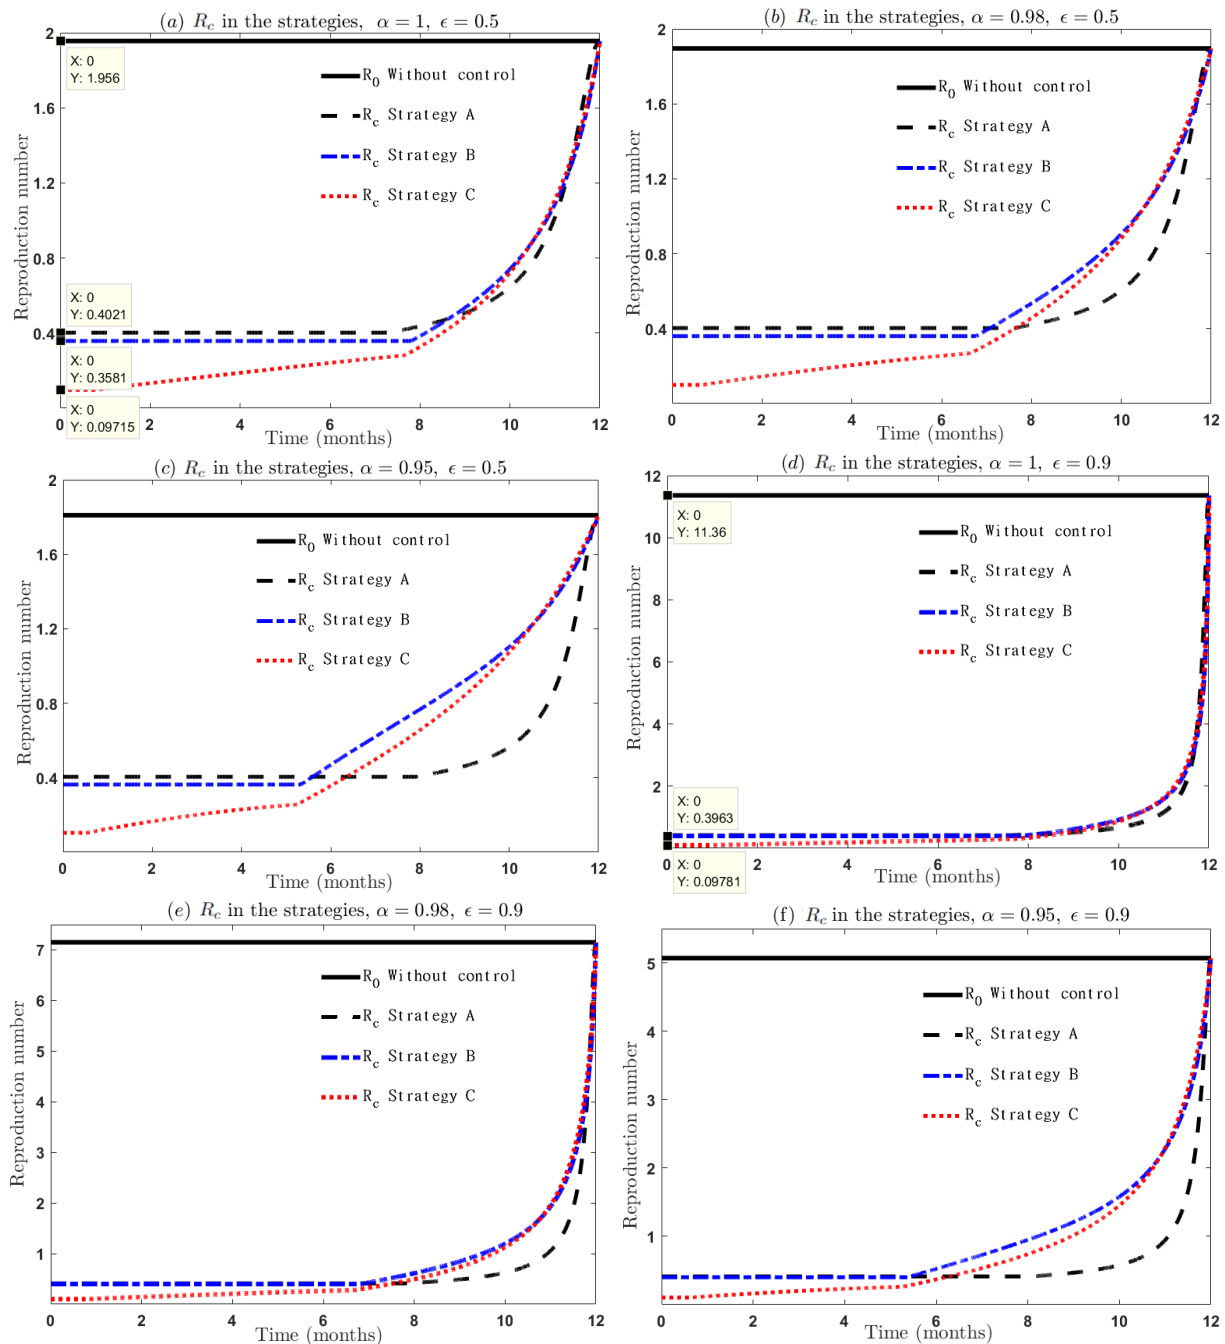 (a) R_c in the strategies, α = 1, ϵ = 0.5
2
1.6
1.2
0.8
0.4
Reproduction number
X: 0
Y: 1.956
X: 0
Y: 0.4021
X: 0
Y: 0.3581
X: 0
Y: 0.09715
R_0 Without control
R_c Strategy A
R_c Strategy B
R_c Strategy C
0 2 4 6 8 10 12
Time (months)
(b) R_c in the strategies, α = 0.98, ϵ = 0.5
2
1.6
1.2
0.8
0.4
Reproduction number
R_0 Without control
R_c Strategy A
R_c Strategy B
R_c Strategy C
0 2 4 6 8 10 12
Time (months)
(c) R_c in the strategies, α = 0.95, ϵ = 0.5
2
1.6
1.2
0.8
0.4
Reproduction number
R_0 Without control
R_c Strategy A
R_c Strategy B
R_c Strategy C
0 2 4 6 8 10 12
Time (months)
(d) R_c in the strategies, α = 1, ϵ = 0.9
12
10
8
6
4
2
Reproduction number
X: 0
Y: 11.36
X: 0
Y: 0.3963
X: 0
Y: 0.09781
R_0 Without control
R_c Strategy A
R_c Strategy B
R_c Strategy C
0 2 4 6 8 10 12
Time (months)
(e) R_c in the strategies, α = 0.98, ϵ = 0.9
7
6
5
4
3
2
1
Reproduction number
R_0 Without control
R_c Strategy A
R_c Strategy B
R_c Strategy C
0 2 4 6 8 10 12
Time (months)
(f) R_c in the strategies, α = 0.95, ϵ = 0.9
5
4
3
2
1
Reproduction number
R_0 Without control
R_c Strategy A
R_c Strategy B
R_c Strategy C
0 2 4 6 8 10 12
Time (months)